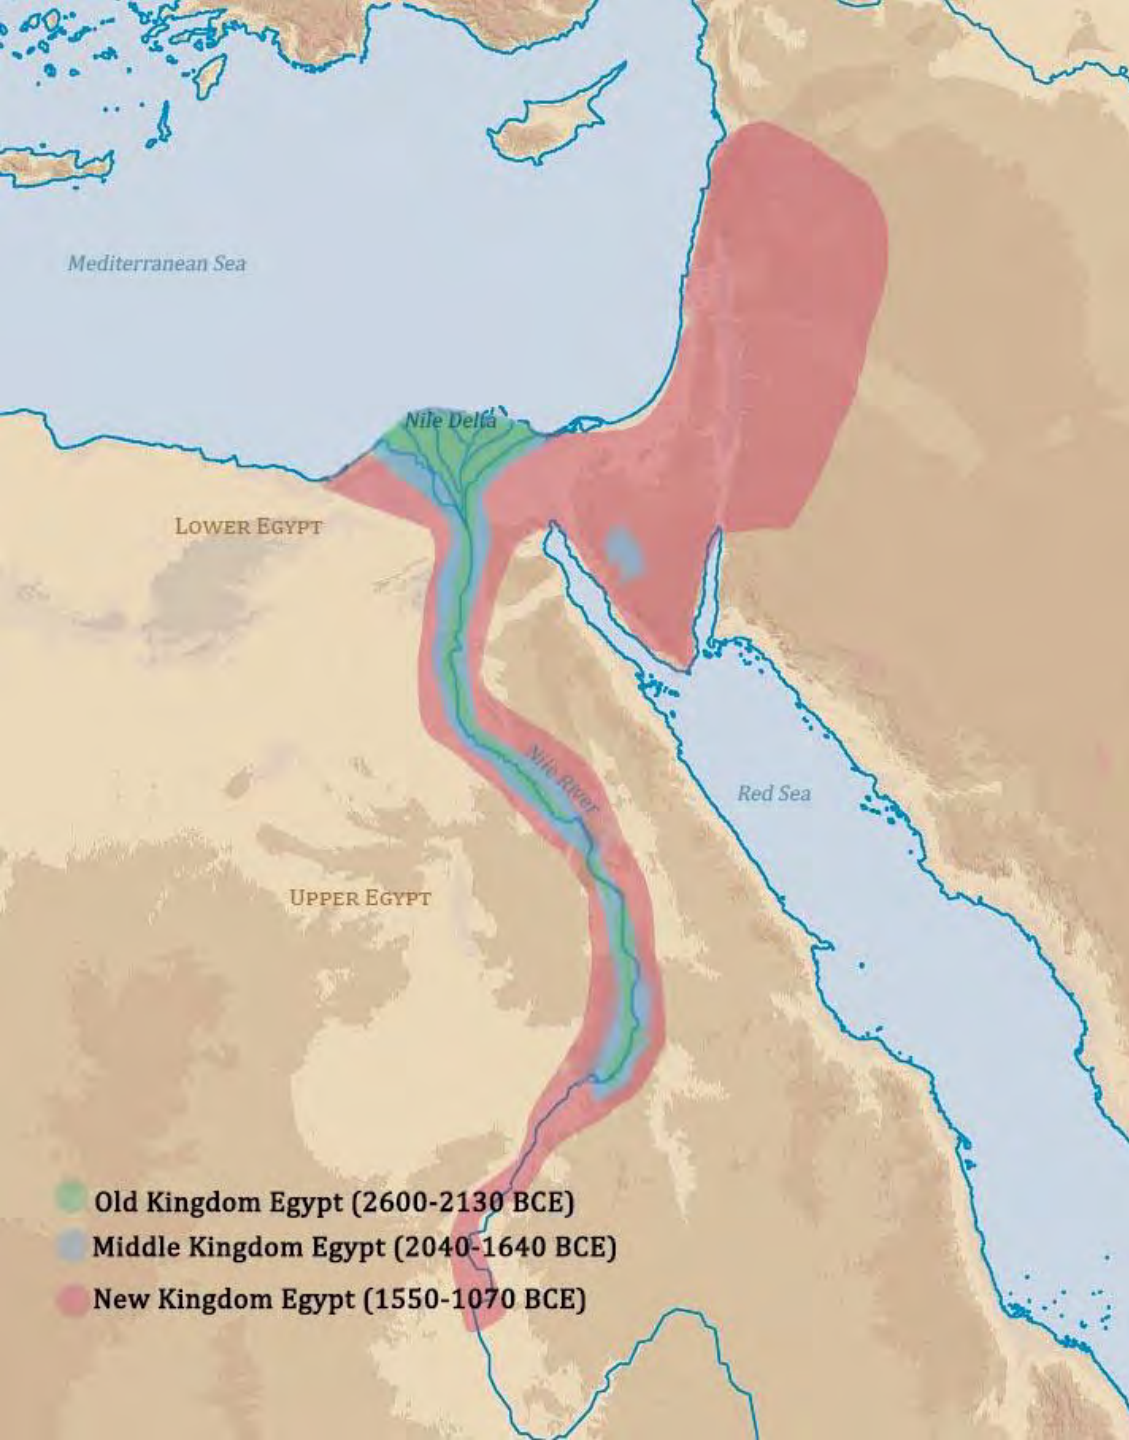 Mediterranean Sea
Nile Delta
LOWER EGYPT
Nile River
Red Sea
UPPER EGYPT
Old Kingdom Egypt (2600-2130 BCE)
Middle Kingdom Egypt (2040-1640 BCE)
New Kingdom Egypt (1550-1070 BCE)